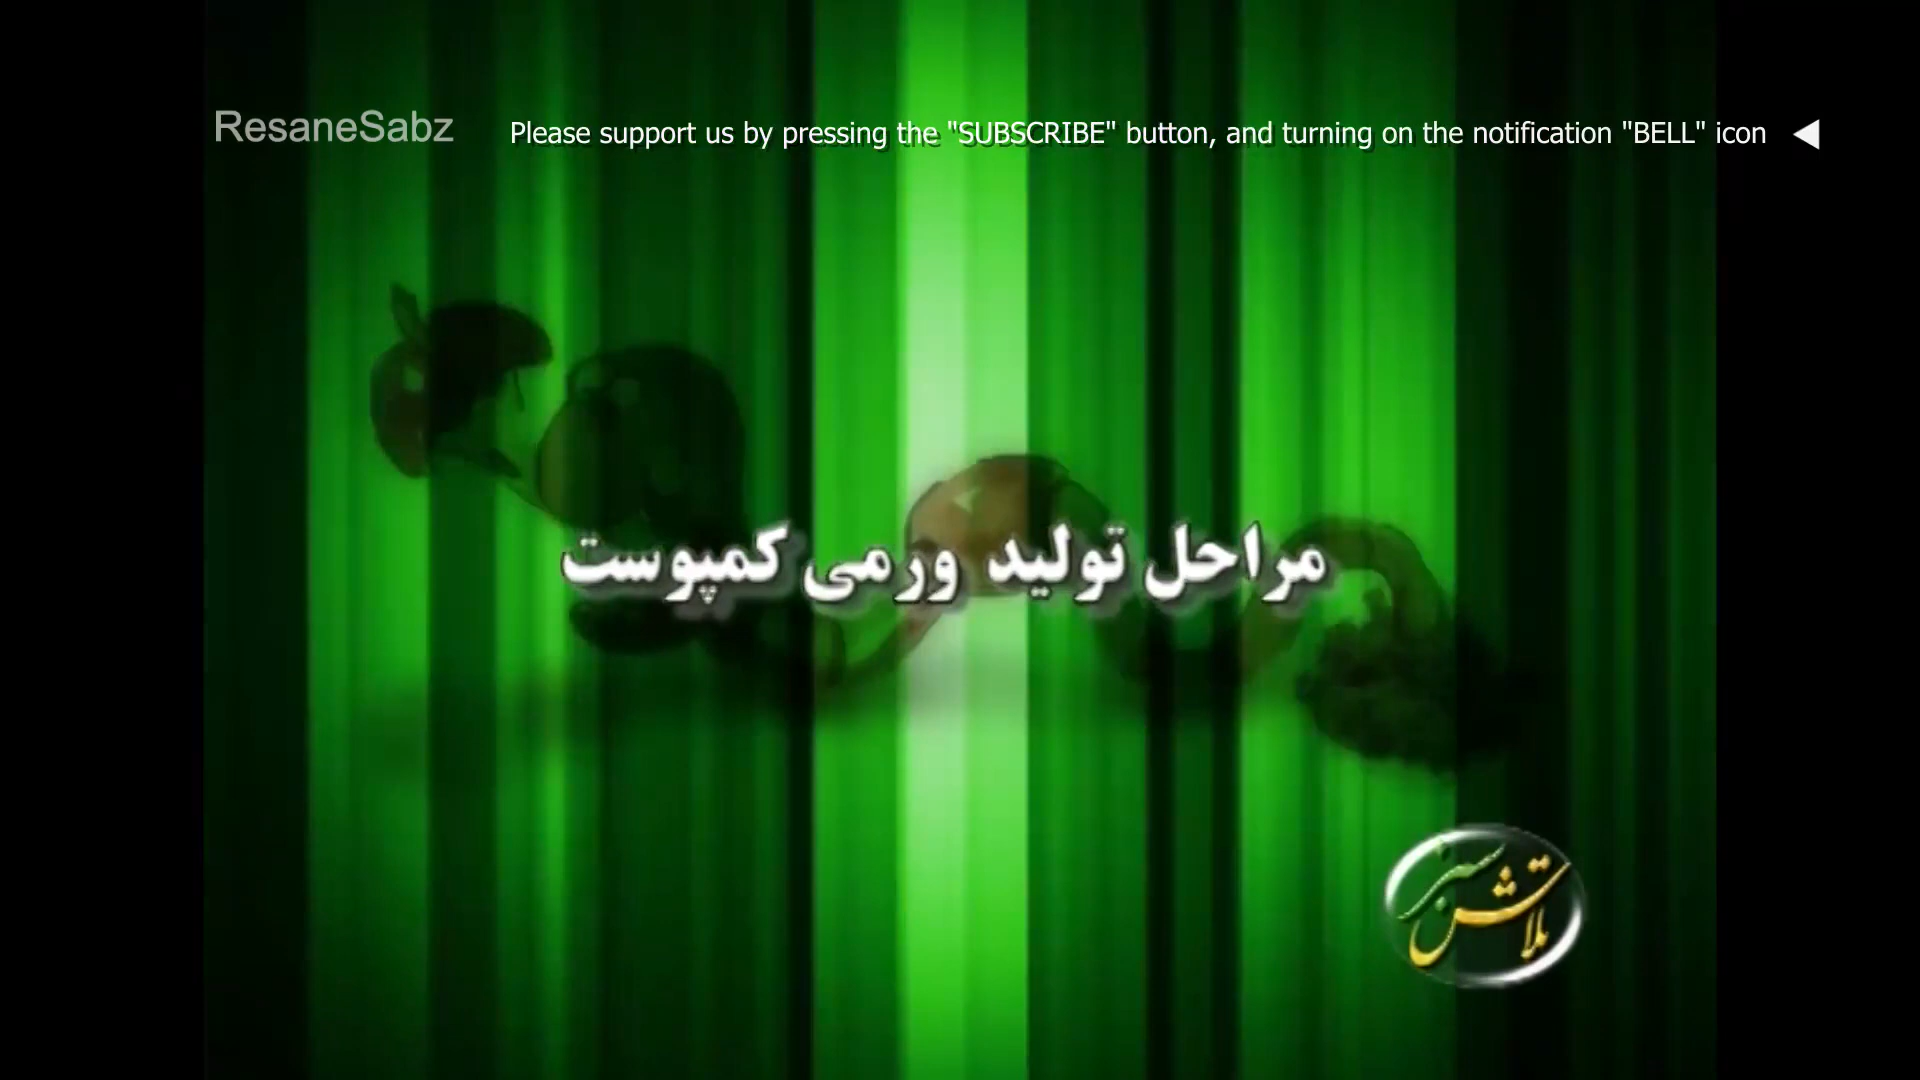 ResaneSabz
Please support us by pressing the "SUBSCRIBE" button, and turning on the notification "BELL" icon
مراحل تولید ورمی کمپوست
تلاش سبز